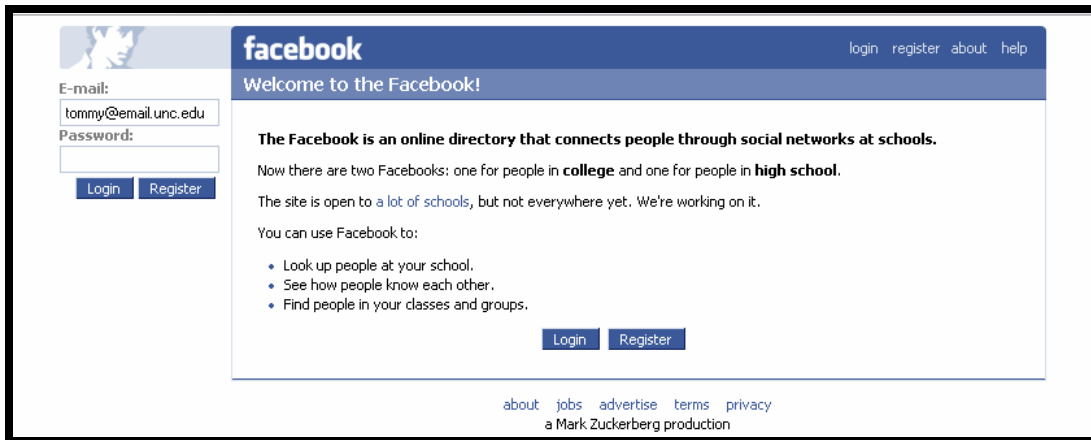 facebook
login register about help
E-mail:
tommy@email.unc.edu
Password:
Login Register
Welcome to the Facebook!
The Facebook is an online directory that connects people through social networks at schools.
Now there are two Facebooks: one for people in college and one for people in high school.
The site is open to a lot of schools, but not everywhere yet. We're working on it.
You can use Facebook to:
• Look up people at your school.
• See how people know each other.
• Find people in your classes and groups.
Login Register
about jobs advertise terms privacy
a Mark Zuckerberg production